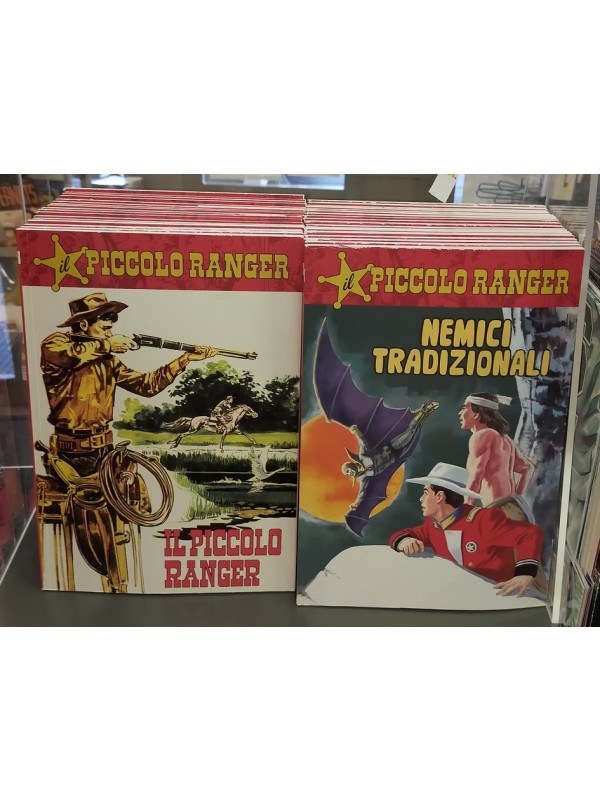 il PICCOLO RANGER
IL PICCOLO
RANGER
il PICCOLO RANGER
NEMICI
TRADIZIONALI